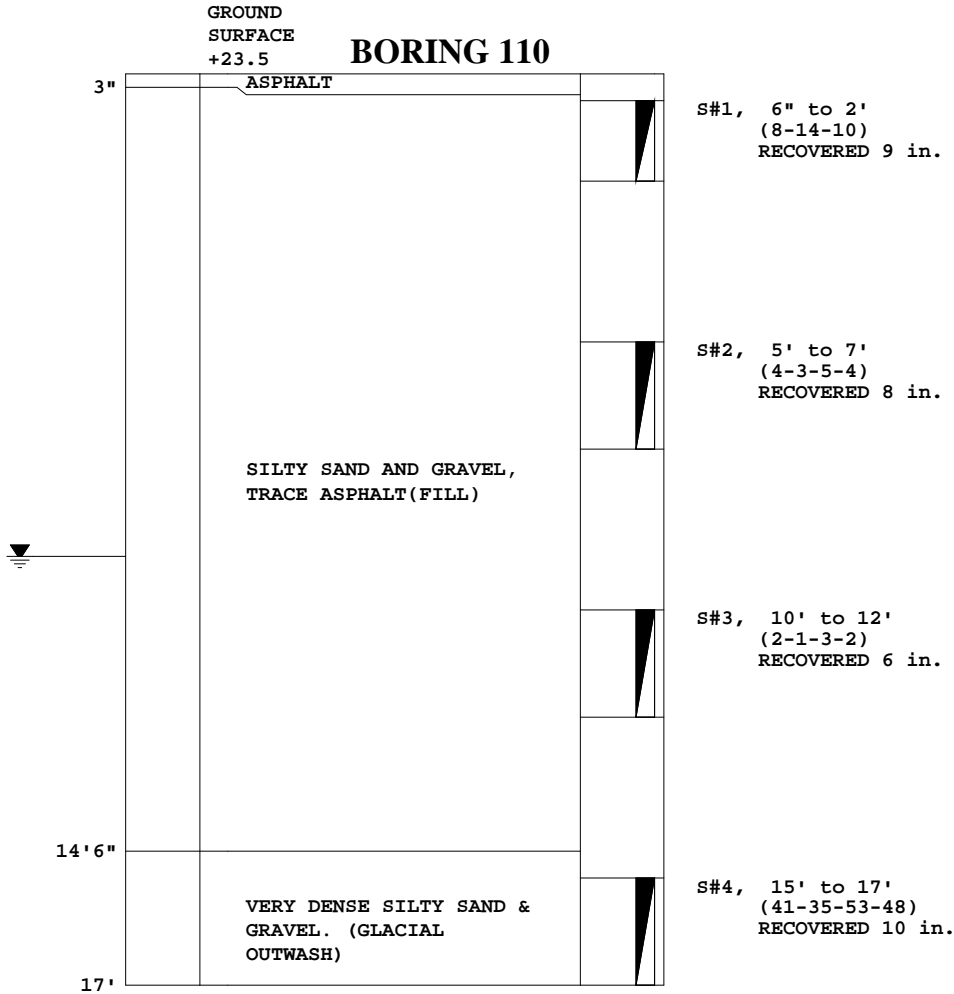 GROUND
SURFACE
+23.5
BORING 110
3"
ASPHALT
S#1, 6" to 2'
(8-14-10)
RECOVERED 9 in.
S#2, 5' to 7'
(4-3-5-4)
RECOVERED 8 in.
SILTY SAND AND GRAVEL,
TRACE ASPHALT(FILL)
S#3, 10' to 12'
(2-1-3-2)
RECOVERED 6 in.
14'6"
S#4, 15' to 17'
(41-35-53-48)
RECOVERED 10 in.
VERY DENSE SILTY SAND &
GRAVEL. (GLACIAL
OUTWASH)
17'